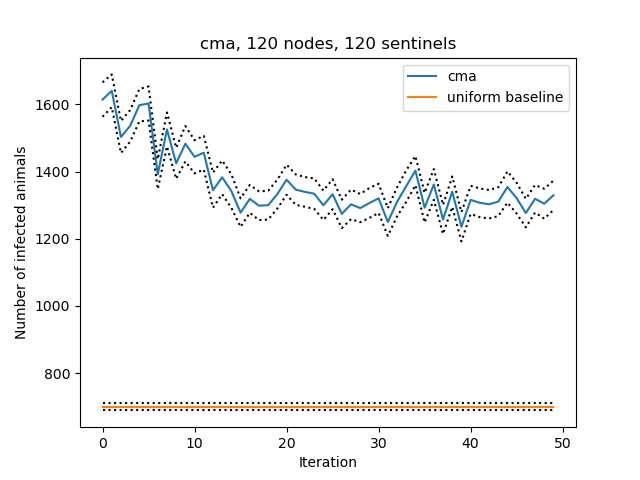 cma, 120 nodes, 120 sentinels
cma
uniform baseline
Number of infected animals
1600
1400
1200
1000
800
0 10 20 30 40 50
Iteration